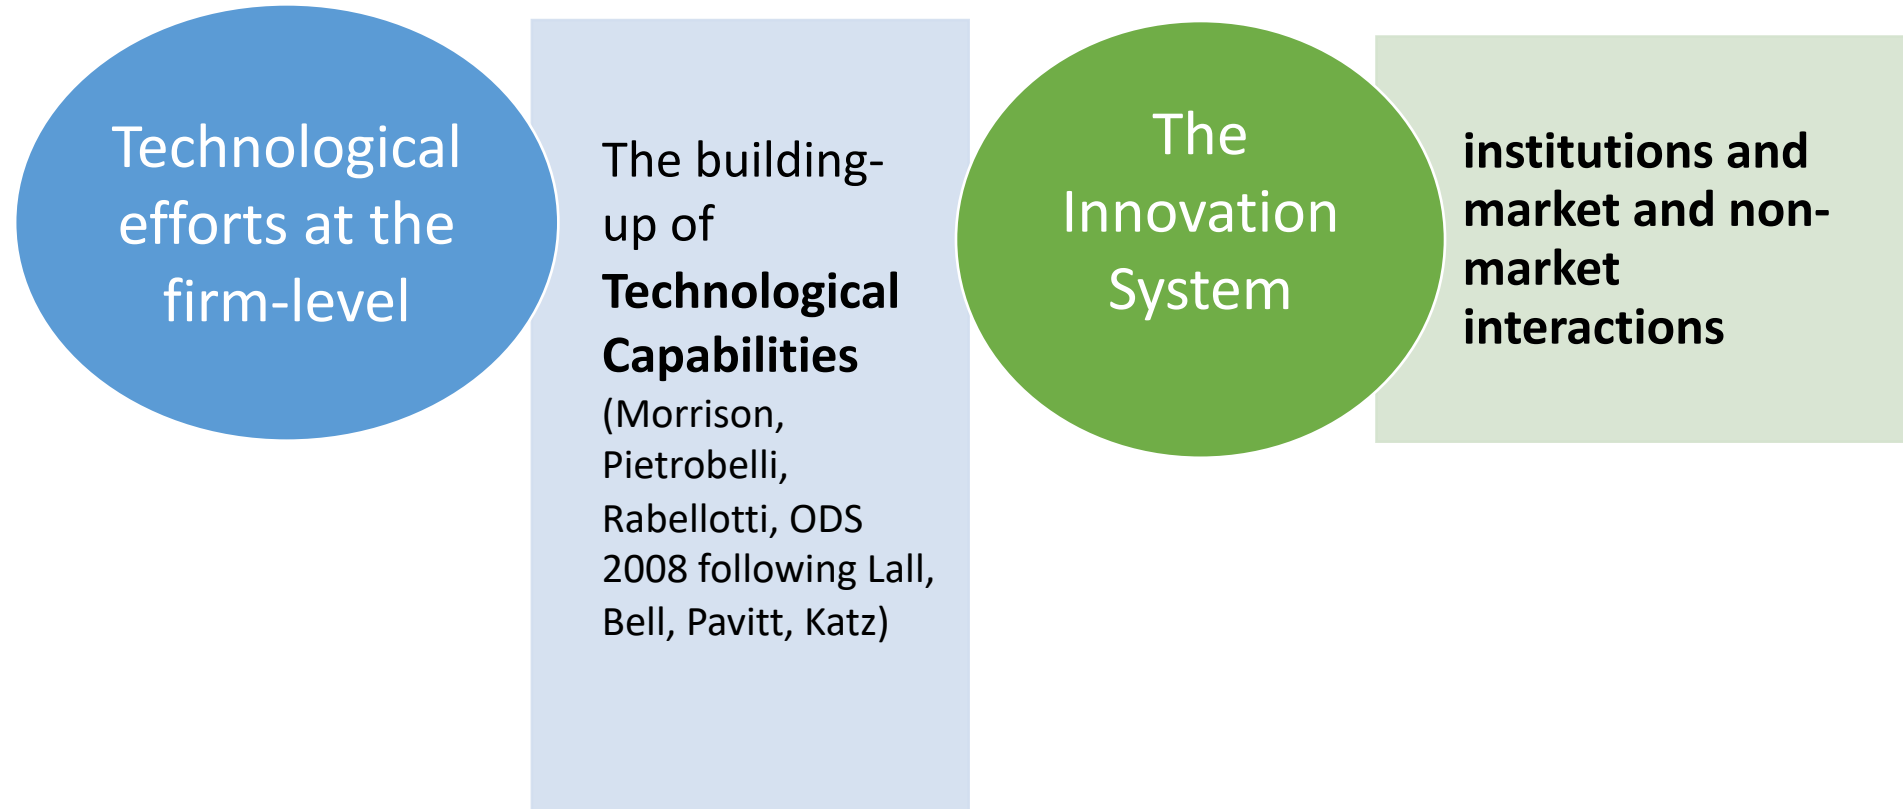 Technological
efforts at the
firm-level
The building-
up of
Technological
Capabilities
(Morrison,
Pietrobelli,
Rabellotti, ODS
2008 following Lall,
Bell, Pavitt, Katz)
The
Innovation
System
institutions and
market and non-
market
interactions